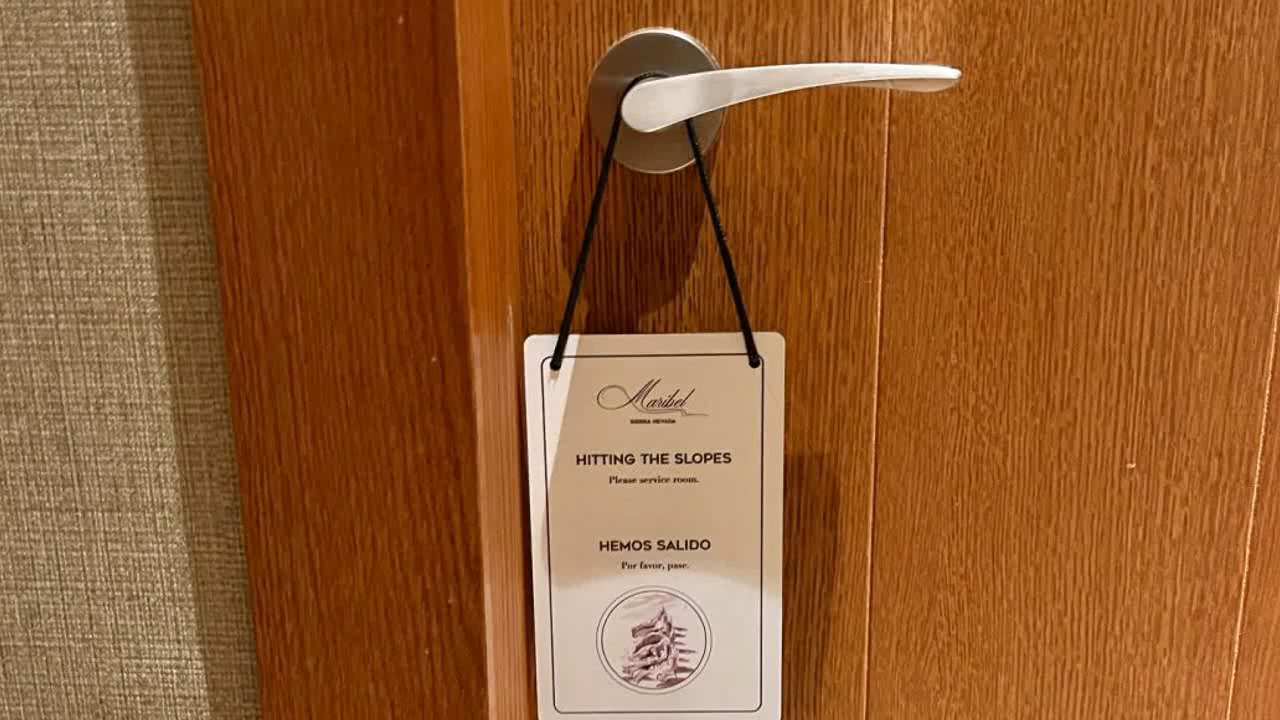 Maribel
SIERRA NEVADA
HITTING THE SLOPES
Please service room.
HEMOS SALIDO
Por favor, pase.